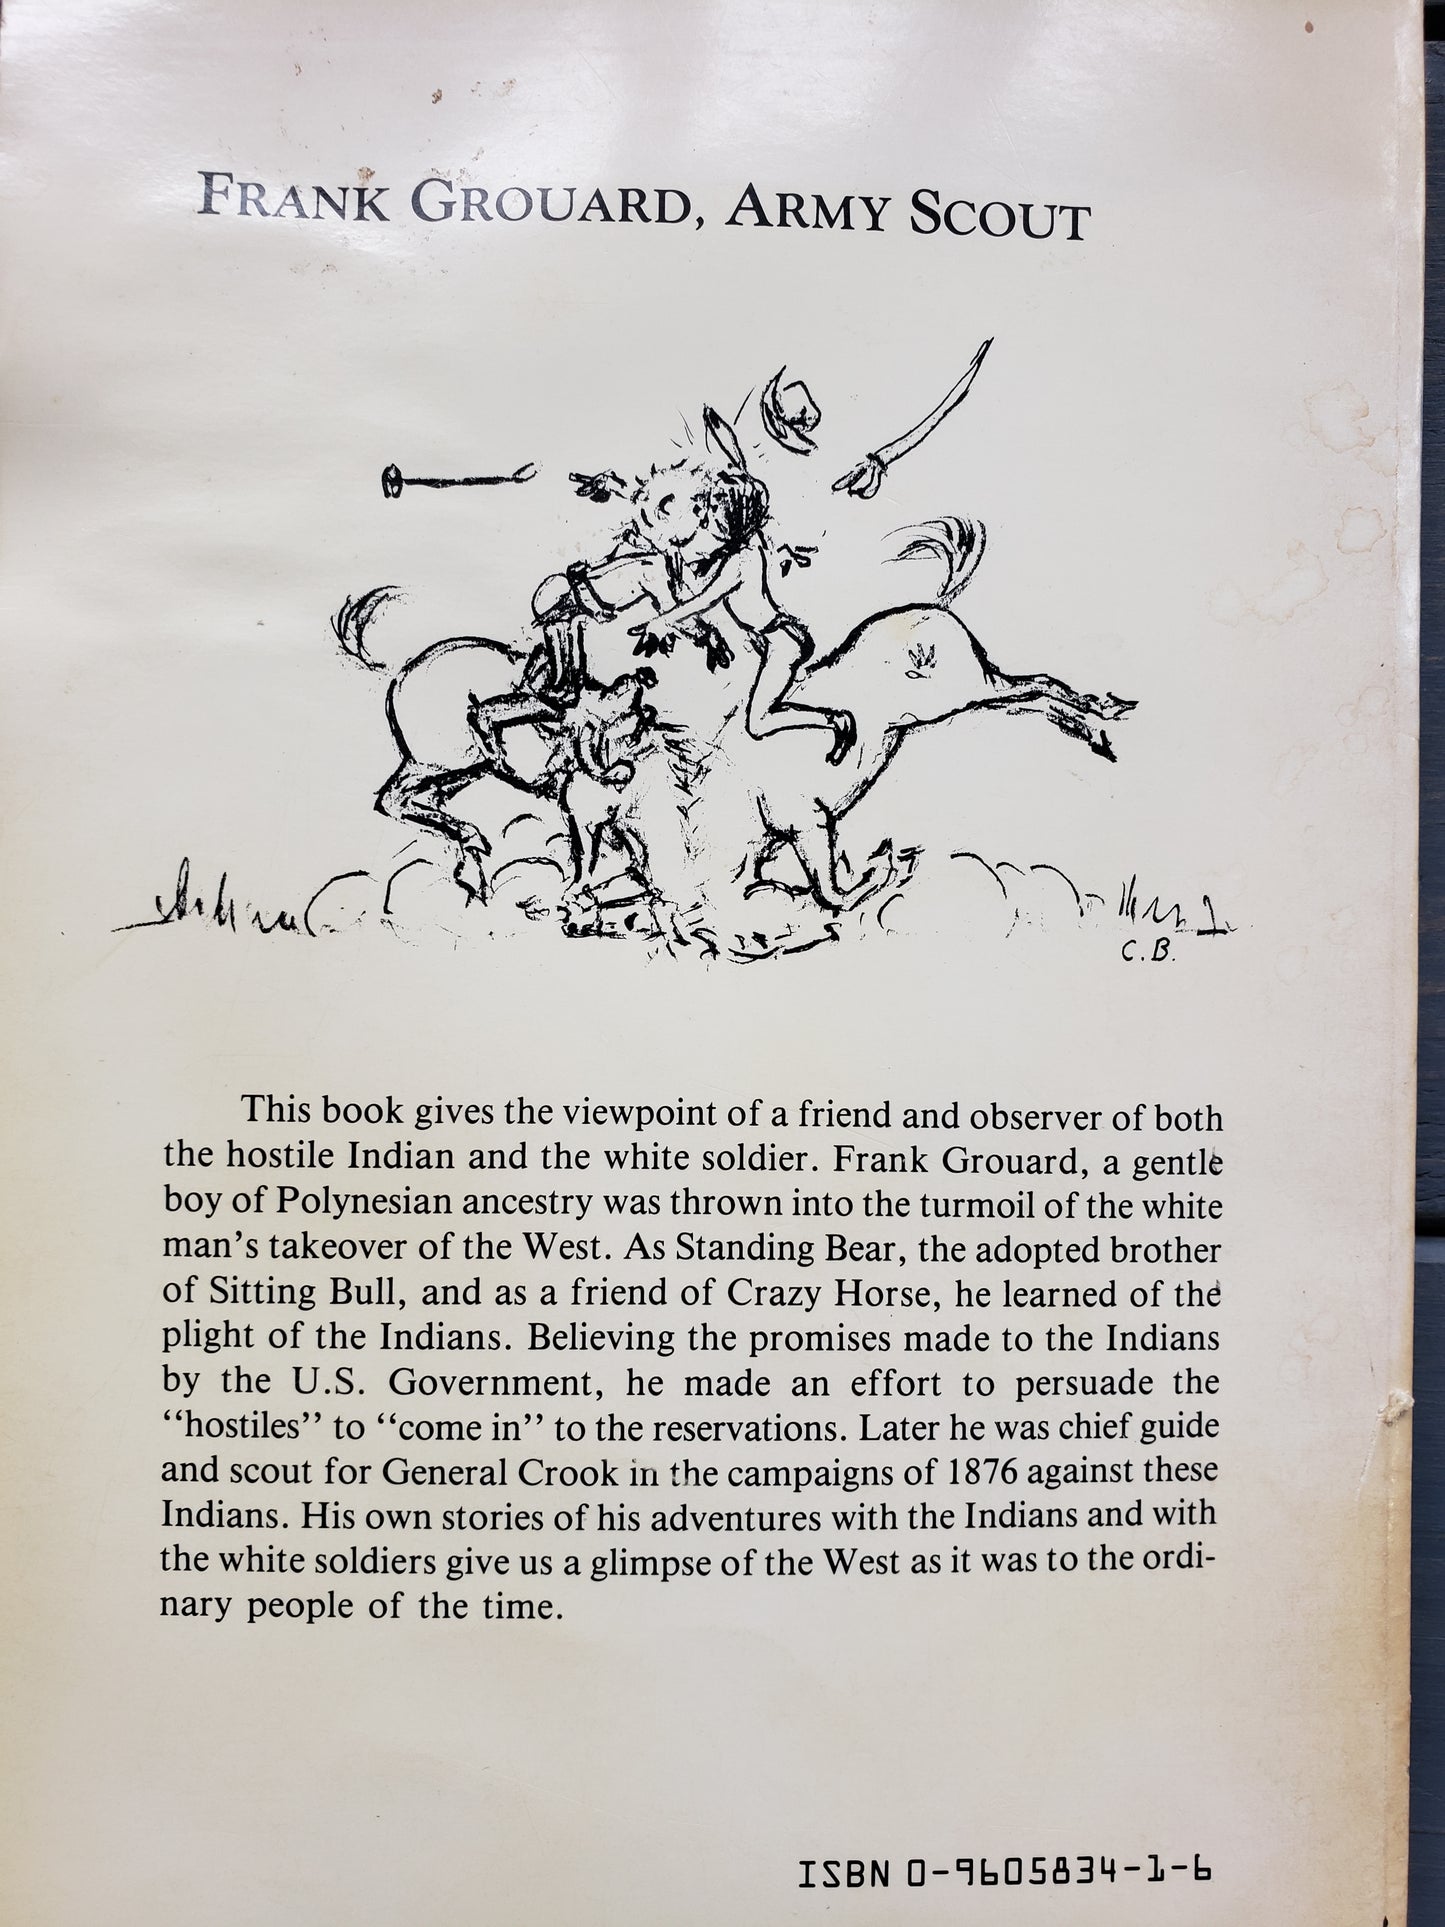 FRANK GROUARD, ARMY SCOUT
C.B.
This book gives the viewpoint of a friend and observer of both
the hostile Indian and the white soldier. Frank Grouard, a gentle
boy of Polynesian ancestry was thrown into the turmoil of the white
man's takeover of the West. As Standing Bear, the adopted brother
of Sitting Bull, and as a friend of Crazy Horse, he learned of the
plight of the Indians. Believing the promises made to the Indians
by the U.S. Government, he made an effort to persuade the
‘‘hostiles’’ to ‘‘come in’’ to the reservations. Later he was chief guide
and scout for General Crook in the campaigns of 1876 against these
Indians. His own stories of his adventures with the Indians and with
the white soldiers give us a glimpse of the West as it was to the ordi-
nary people of the time.
ISBN 0-9605834-1-6